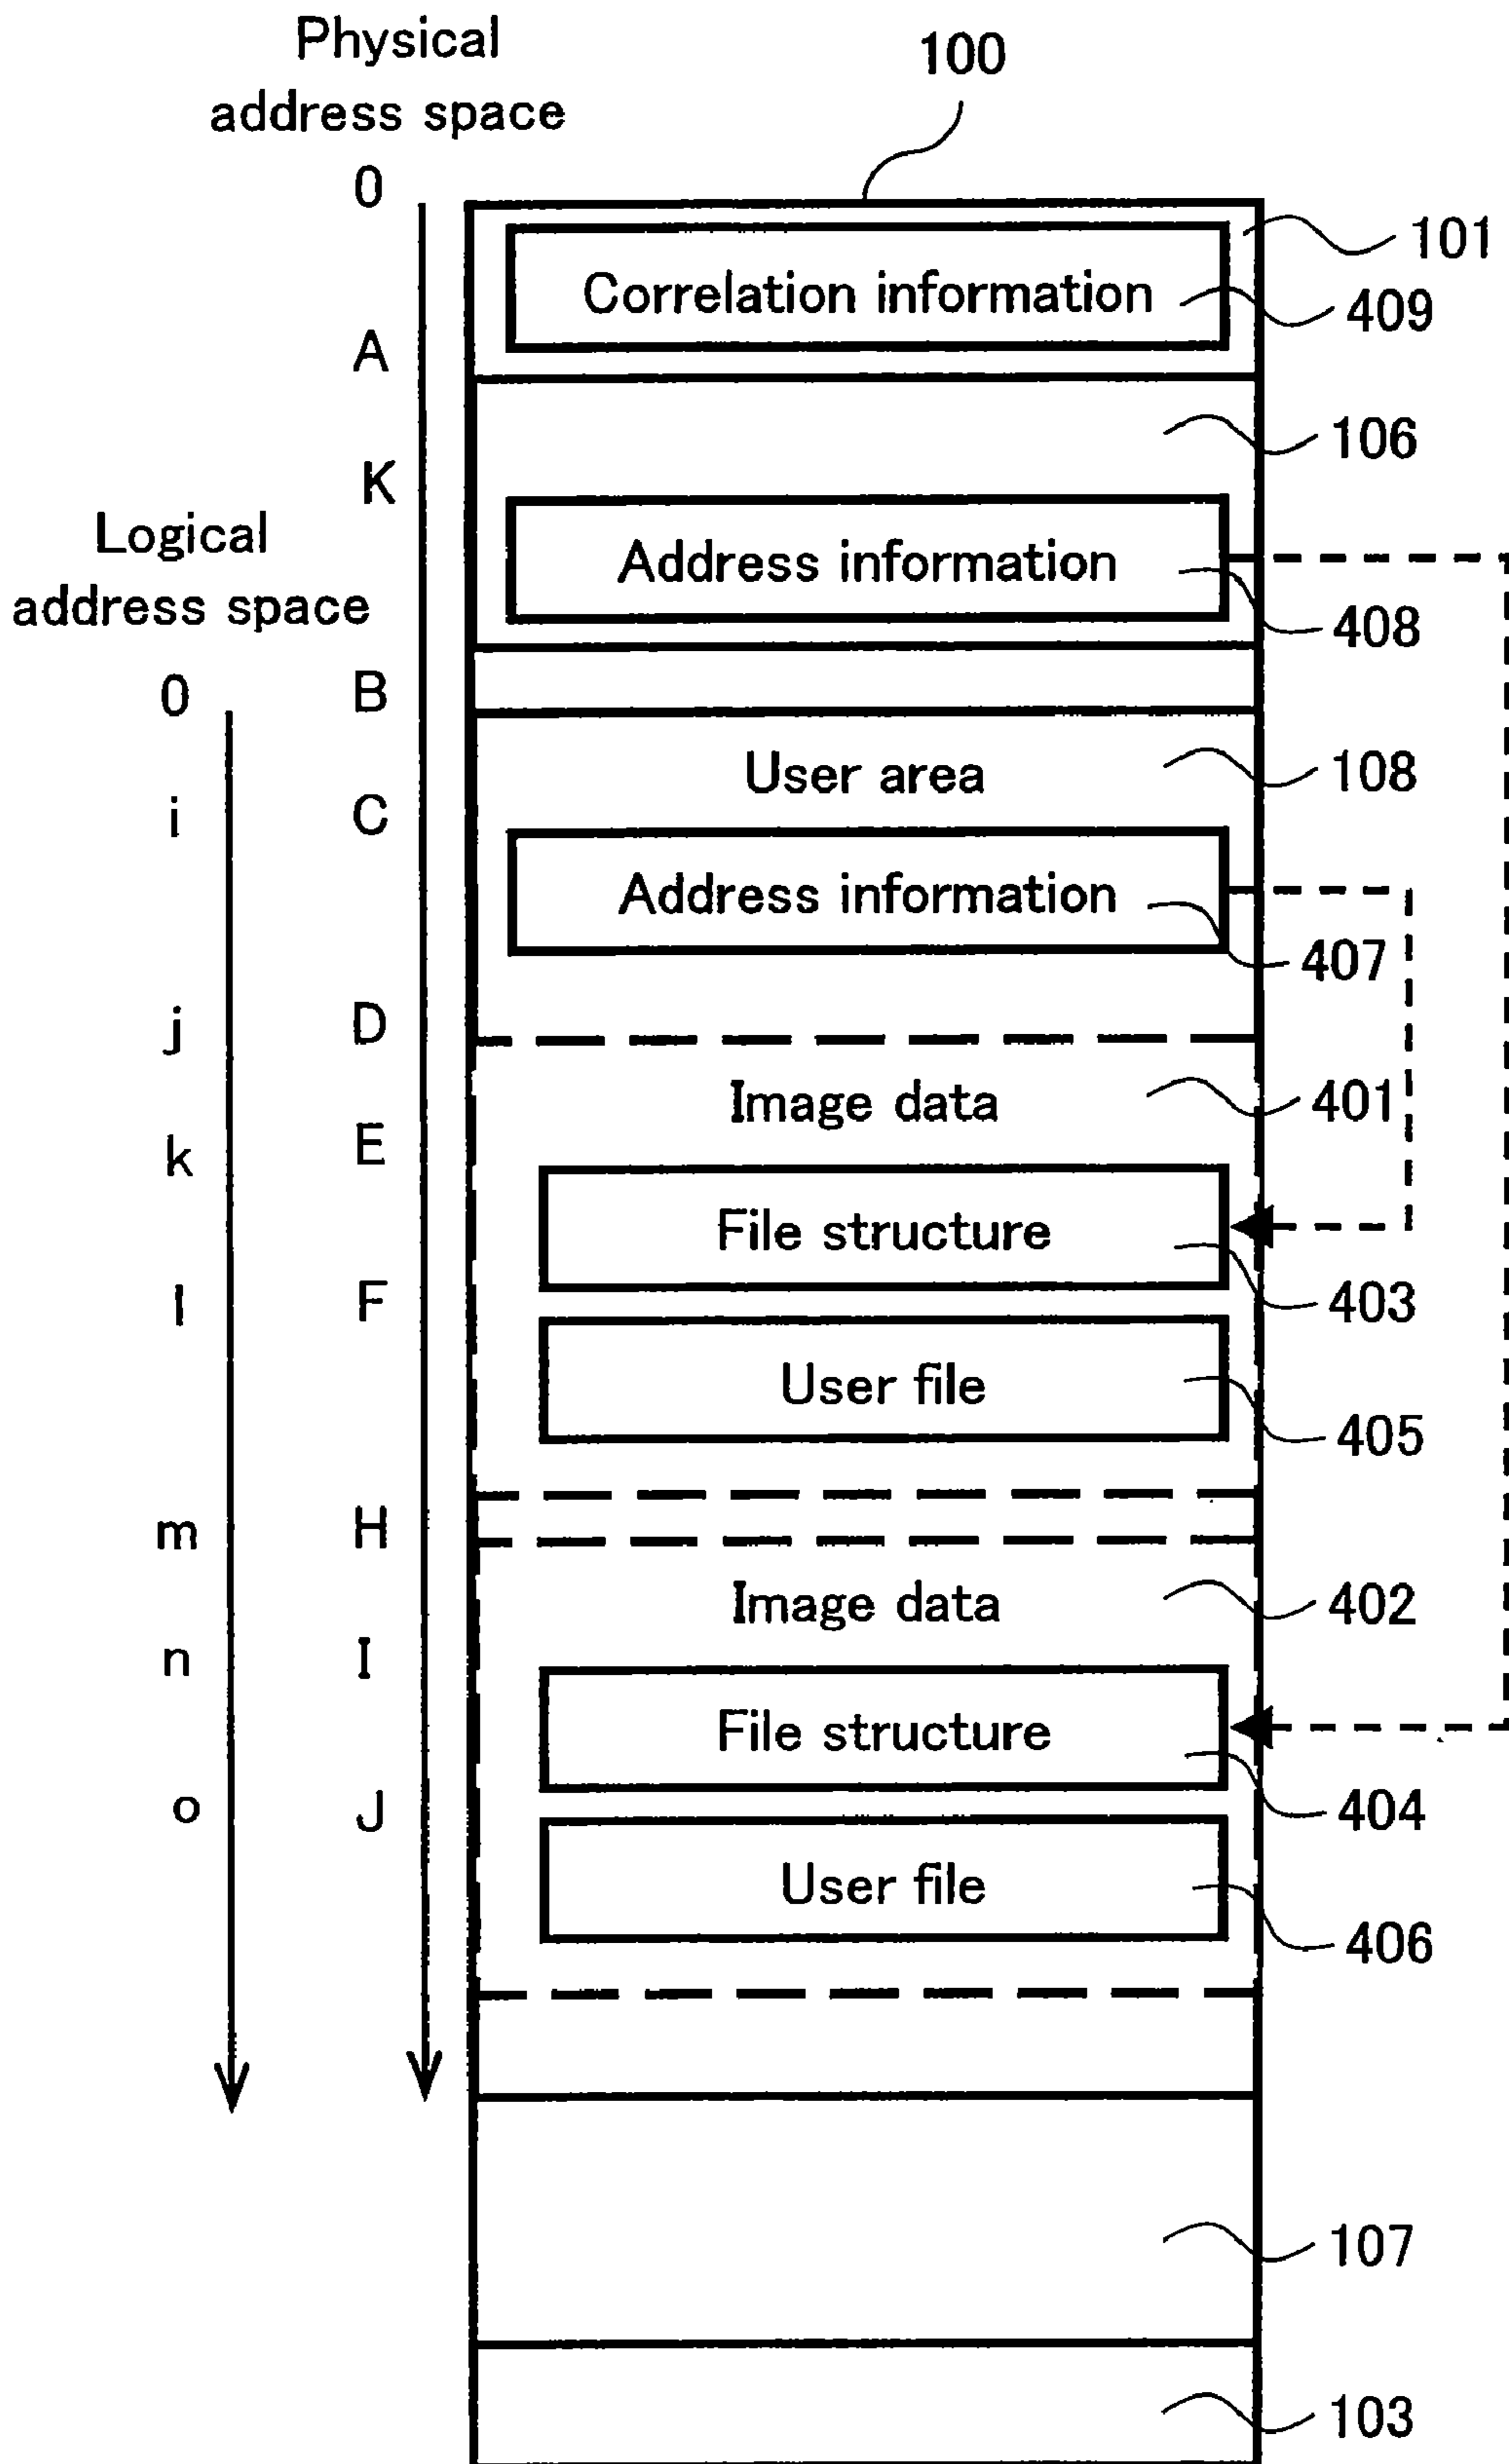 Physical
address space
100
0
101
Correlation information
409
A
106
K
Logical
address space
Address information
408
0
B
User area
108
i
C
Address information
407
j
D
Image data
401
k
E
File structure
403
l
F
User file
405
m
H
Image data
402
n
I
File structure
404
o
J
User file
406
107
103